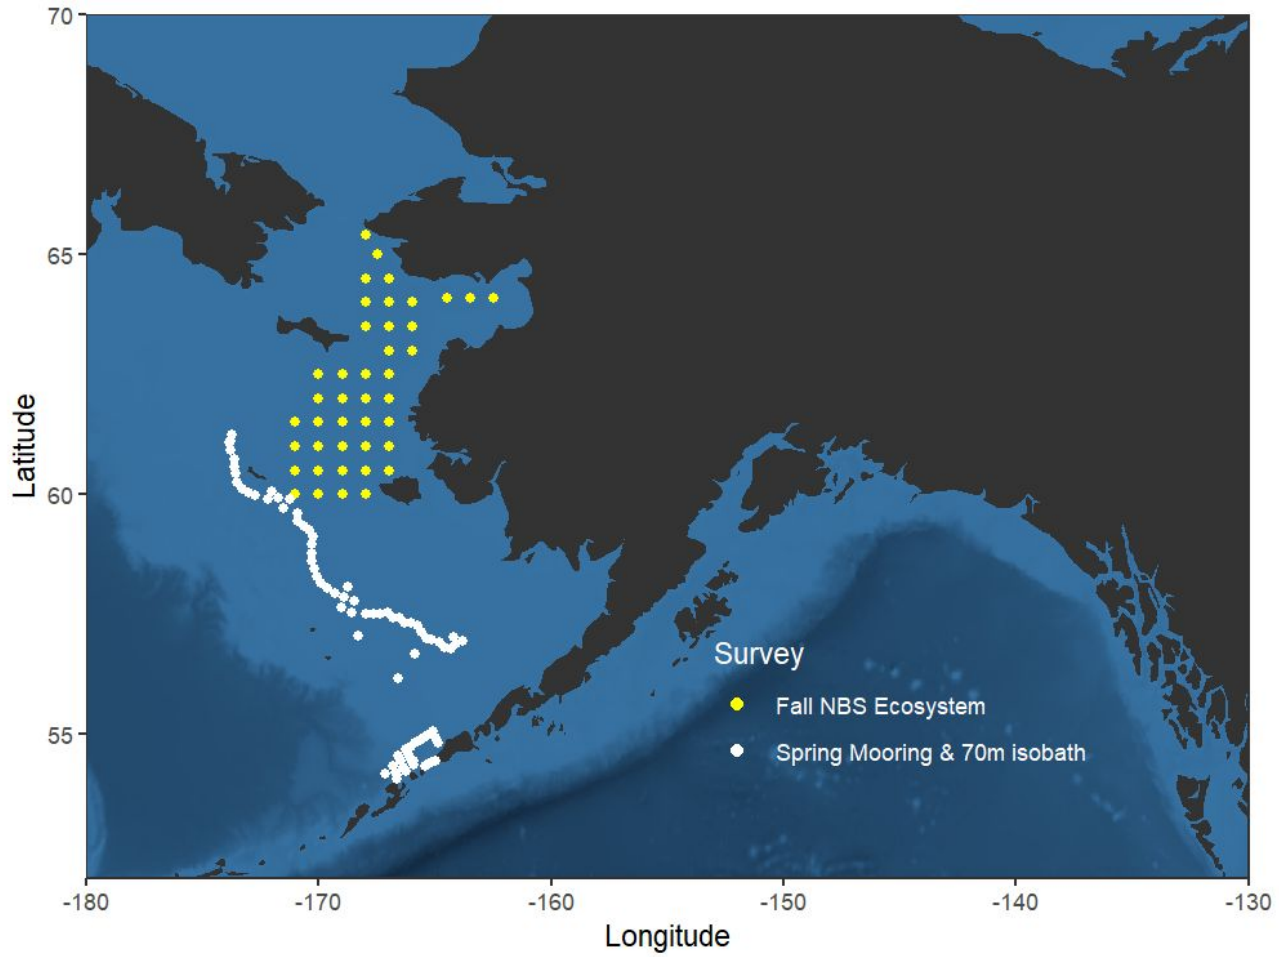 70
65
60
55
Latitude
Survey
Fall NBS Ecosystem
Spring Mooring & 70m isobath
-180
-170
-160
-150
-140
-130
Longitude